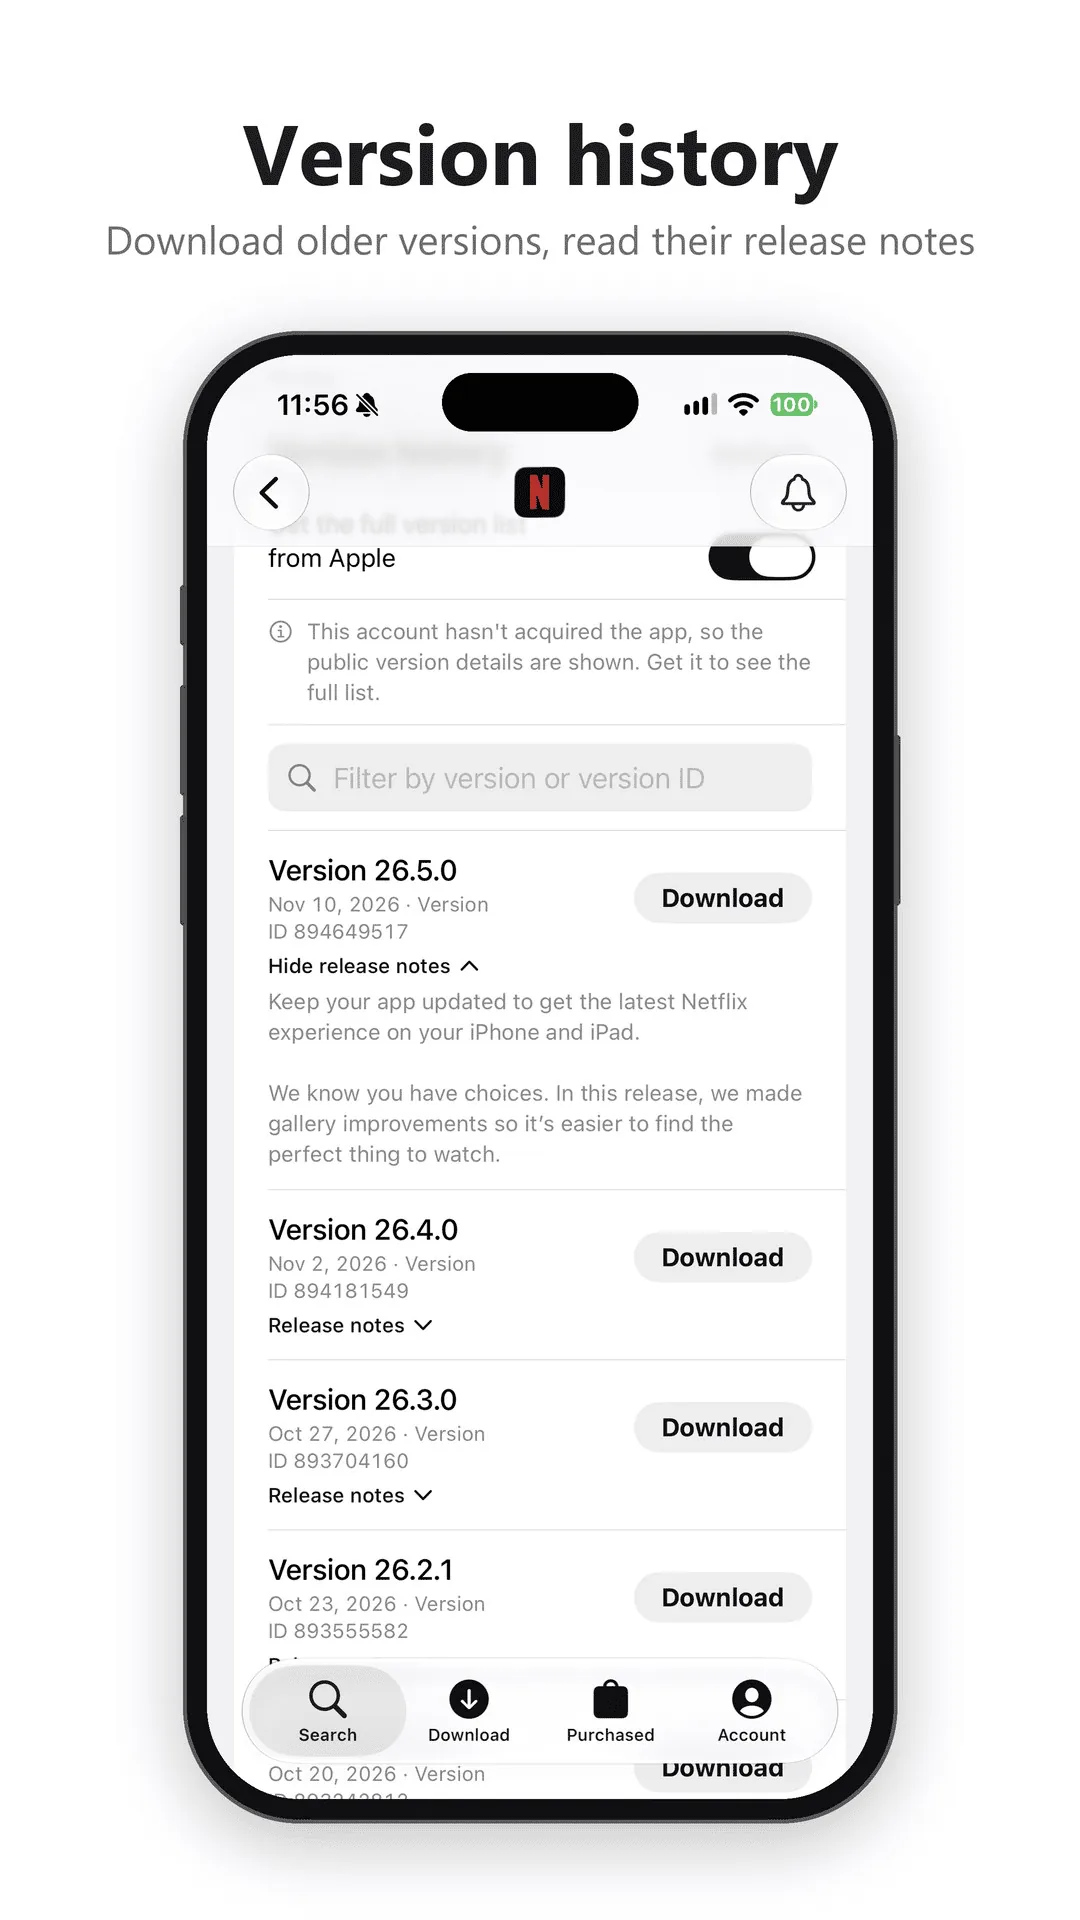 Version history
Download older versions, read their release notes
11:56
100
N
Get the full version list
from Apple
This account hasn't acquired the app, so the
public version details are shown. Get it to see the
full list.
Filter by version or version ID
Version 26.5.0
Download
Nov 10, 2026 · Version
ID 894649517
Hide release notes
Keep your app updated to get the latest Netflix
experience on your iPhone and iPad.
We know you have choices. In this release, we made
gallery improvements so it’s easier to find the
perfect thing to watch.
Version 26.4.0
Download
Nov 2, 2026 · Version
ID 894181549
Release notes
Version 26.3.0
Download
Oct 27, 2026 · Version
ID 893704160
Release notes
Version 26.2.1
Download
Oct 23, 2026 · Version
ID 893555582
Search
Download
Purchased
Account
Oct 20, 2026 · Version
Download